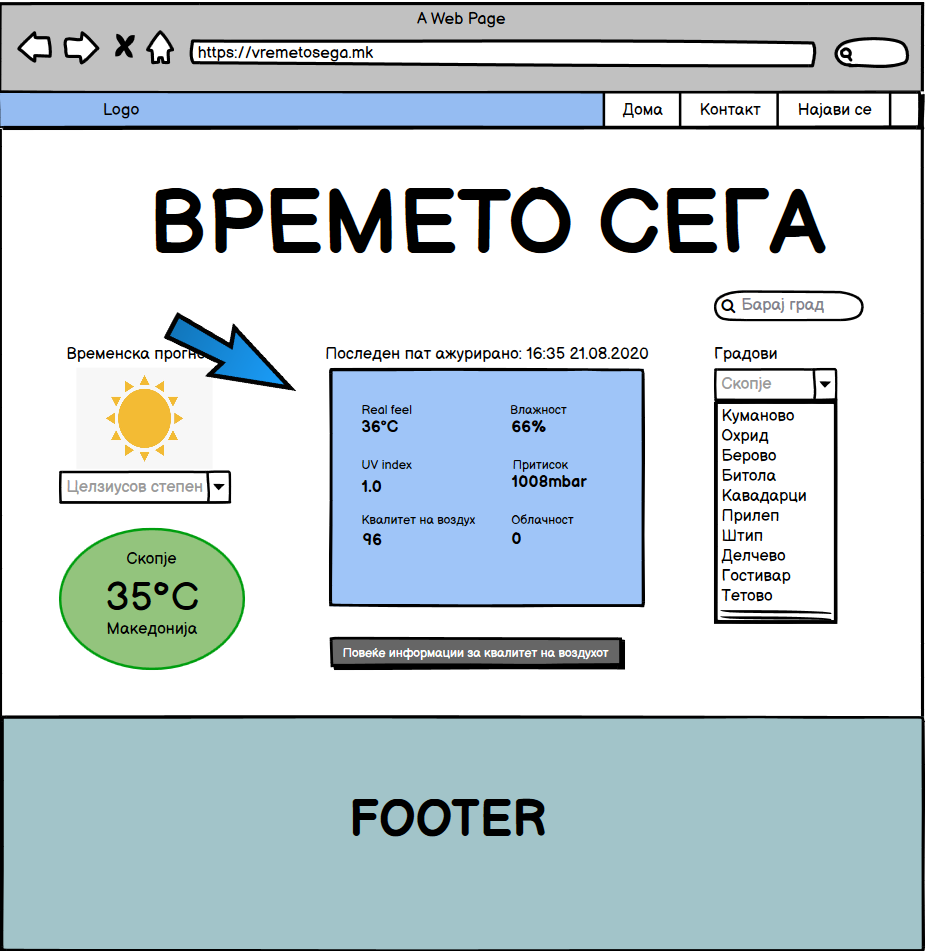 A Web Page
https://vremetosega.mk
Logo
Дома
Контакт
Најави се
ВРЕМЕТО СЕГА
Барај град
Временска
Последен пат ажурирано: 16:35 21.08.2020
Градови
Скопје
Куманово
Охрид
Берово
Битола
Кавадарци
Прилеп
Штип
Делчево
Гостивар
Тетово
Целзиусов степен
Скопје
35°C
Македонија
Real feel
36°C
Влажност
66%
UV index
1.0
Притисок
1008mbar
Квалитет на воздух
96
Облачност
0
Повеќе информации за квалитет на воздухот
FOOTER